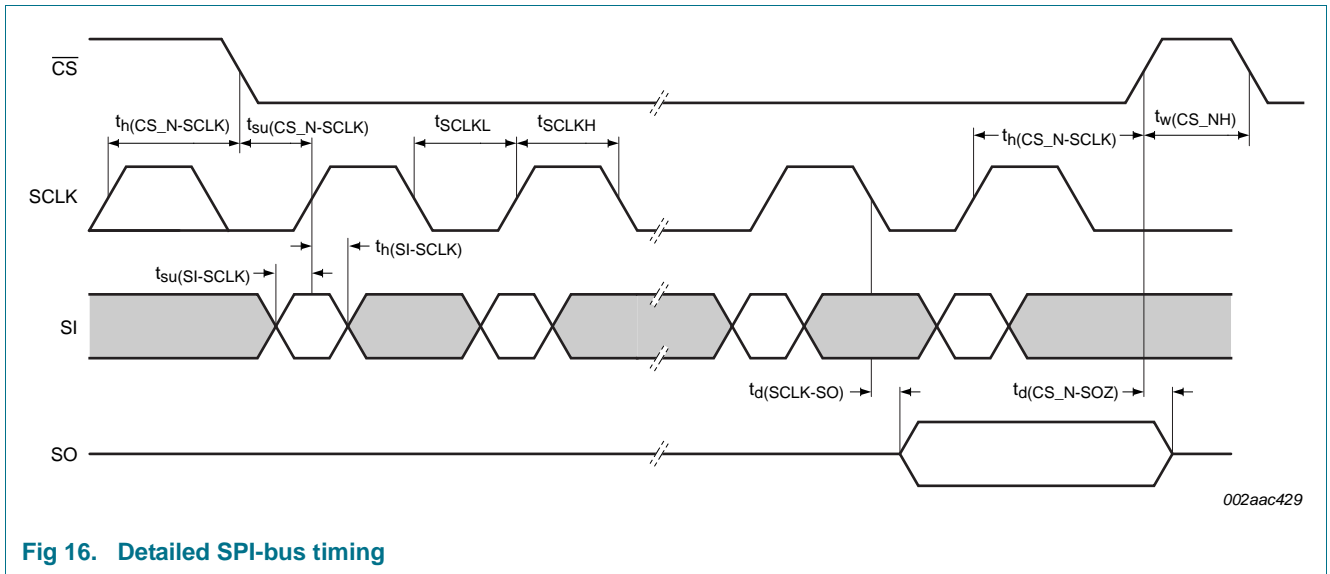 CS
th(CS_N-SCLK) tsu(CS_N-SCLK) tSCLKL tSCLKH th(CS_N-SCLK) tw(CS_NH)
SCLK
th(SI-SCLK)
tsu(SI-SCLK)
SI
td(SCLK-SO) td(CS_N-SOZ)
SO
002aac429
Fig 16. Detailed SPI-bus timing